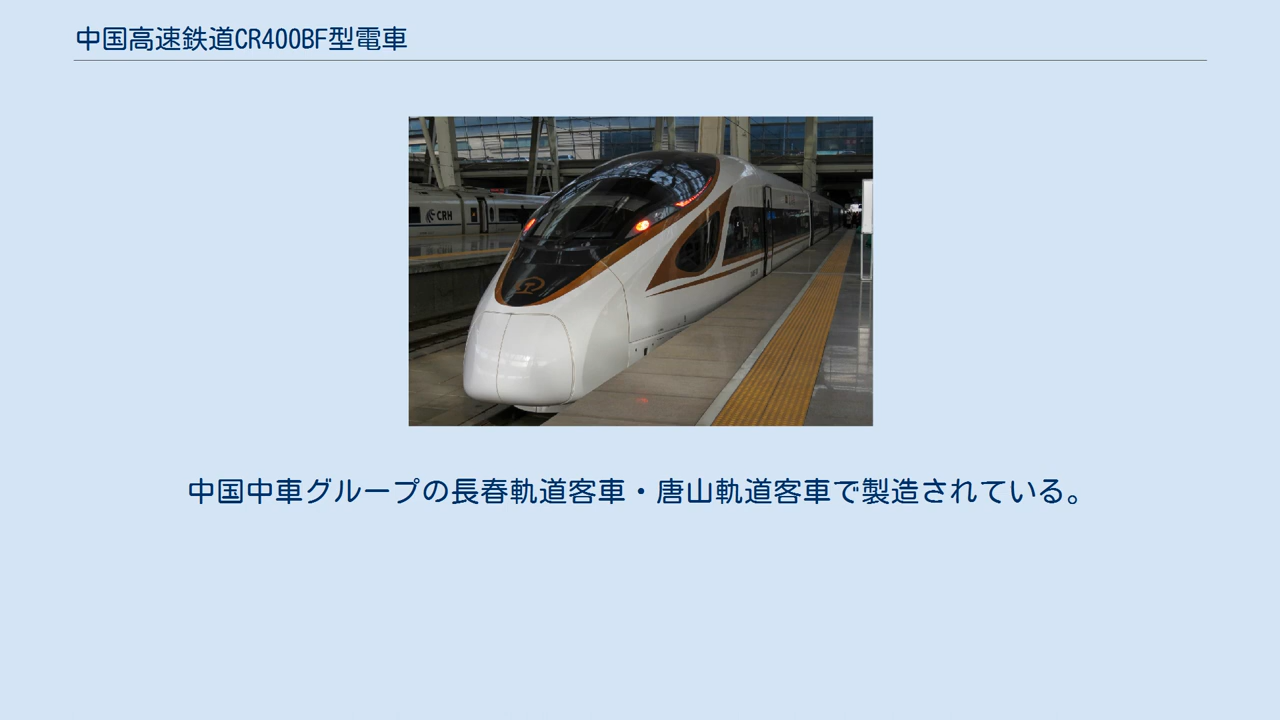 中国高速鉄道CR400BF型電車
CRH
中国中車グループの長春軌道客車・唐山軌道客車で製造されている。